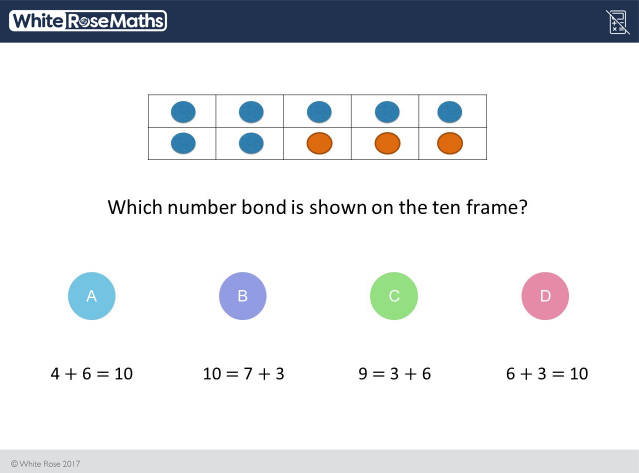 White Rose Maths
Which number bond is shown on the ten frame?
A
B
C
D
4 + 6 = 10
10 = 7 + 3
9 = 3 + 6
6 + 3 = 10
© White Rose 2017